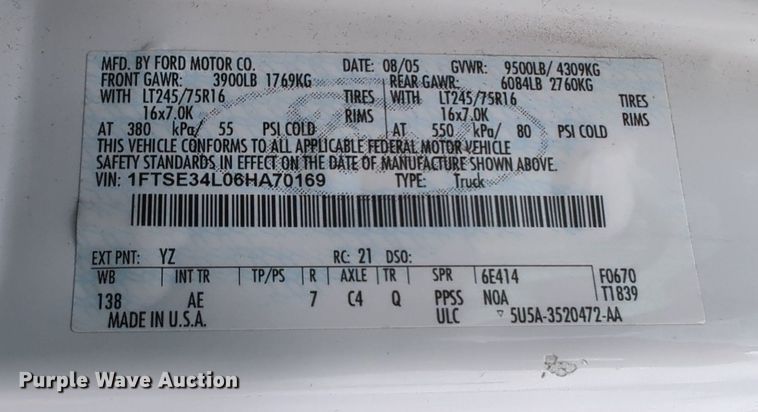 MFD. BY FORD MOTOR CO. DATE: 08/05 GVWR: 9500LB/ 4309KG
FRONT GAWR: 3900LB 1769KG REAR GAWR: 6084LB 2760KG
WITH LT245/75R16 TIRES WITH LT245/75R16 TIRES
16x7.0K RIMS 16x7.0K RIMS
AT 380 kPa/ 55 PSI COLD AT 550 kPa/ 80 PSI COLD
THIS VEHICLE CONFORMS TO ALL APPLICABLE FEDERAL MOTOR VEHICLE
SAFETY STANDARDS IN EFFECT ON THE DATE OF MANUFACTURE SHOWN ABOVE.
VIN: 1FTSE34L06HA70169 TYPE: Truck
EXT PNT: YZ RC: 21 DSO:
WB INT TR TP/PS R AXLE TR SPR 6E414 F0670
138 AE 7 C4 Q PPSS NOA T1839
MADE IN U.S.A. ULC ▽ 5U5A-3520472-AA
Purple Wave Auction